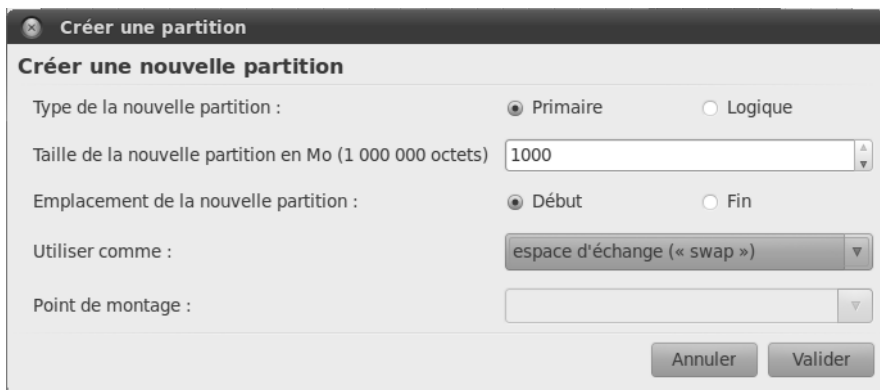 Créer une partition
Créer une nouvelle partition
Type de la nouvelle partition : Primaire Logique
Taille de la nouvelle partition en Mo (1 000 000 octets) 1000
Emplacement de la nouvelle partition : Début Fin
Utiliser comme : espace d'échange (« swap »)
Point de montage :
Annuler Valider